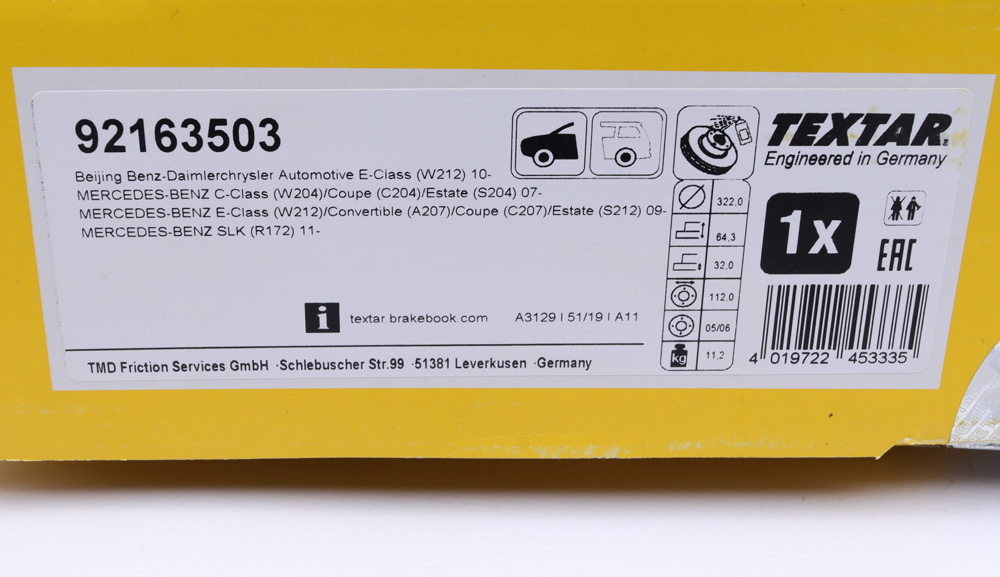 92163503
Beijing Benz-Daimlerchrysler Automotive E-Class (W212) 10-
MERCEDES-BENZ C-Class (W204)/Coupe (C204)/Estate (S204) 07-
MERCEDES-BENZ E-Class (W212)/Convertible (A207)/Coupe (C207)/Estate (S212) 09-
MERCEDES-BENZ SLK (R172) 11-
i textar brakebook.com A3129 | 51/19 | A11
TMD Friction Services GmbH ·Schlebuscher Str.99 ·51381 Leverkusen ·Germany
322,0
64,3
32,0
112,0
05/06
kg 11,2
TEXTAR®
Engineered in Germany
1x
EAC
4 019722 453335